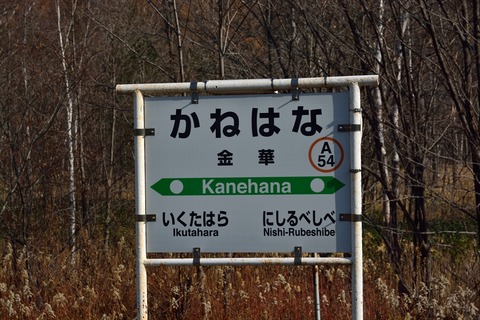 かねはな
金華
A
54
Kanehana
いくたはら にしるべしべ
Ikutahara Nishi-Rubeshibe